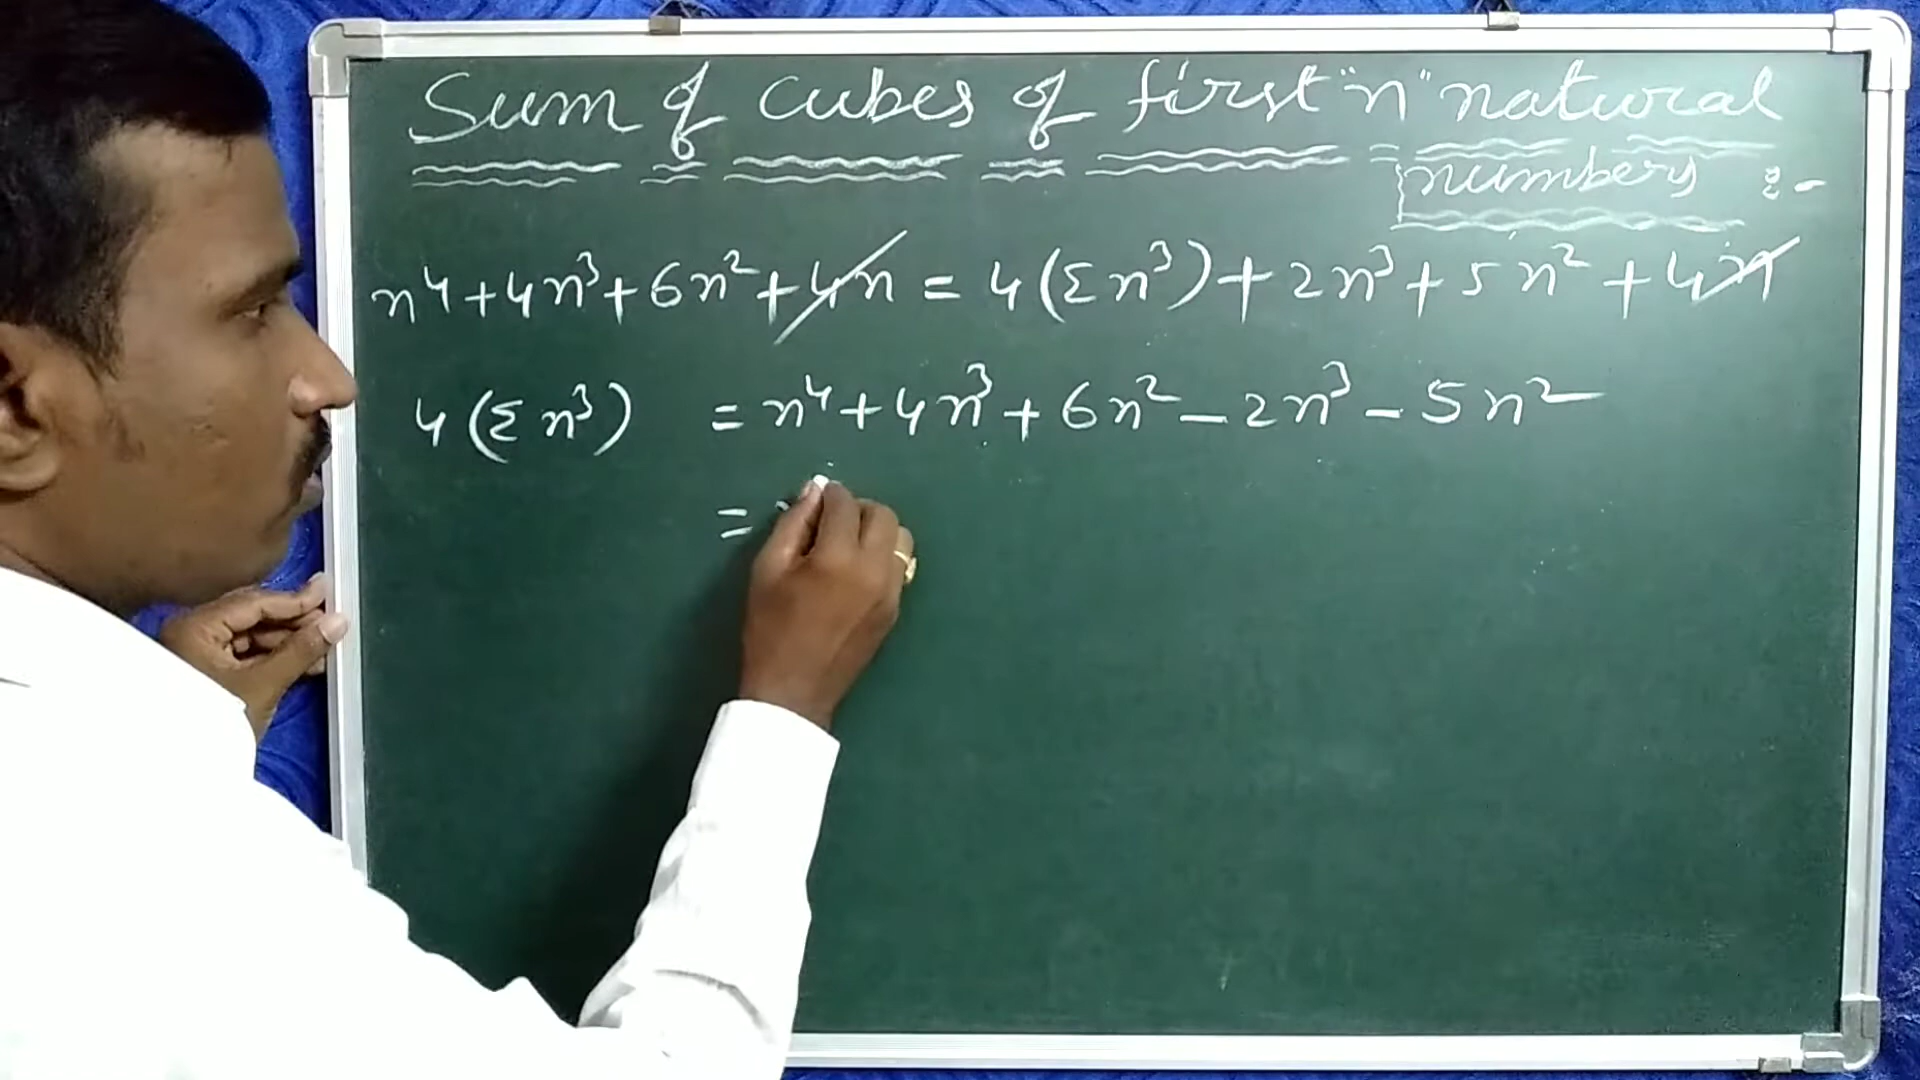 Sum of cubes of first "n" natural
numbers :-
n⁴+4n³+6n²+4n = 4(Σn³)+2n³+5n²+4n
4(Σn³) = n⁴+4n³+6n²-2n³-5n²
=